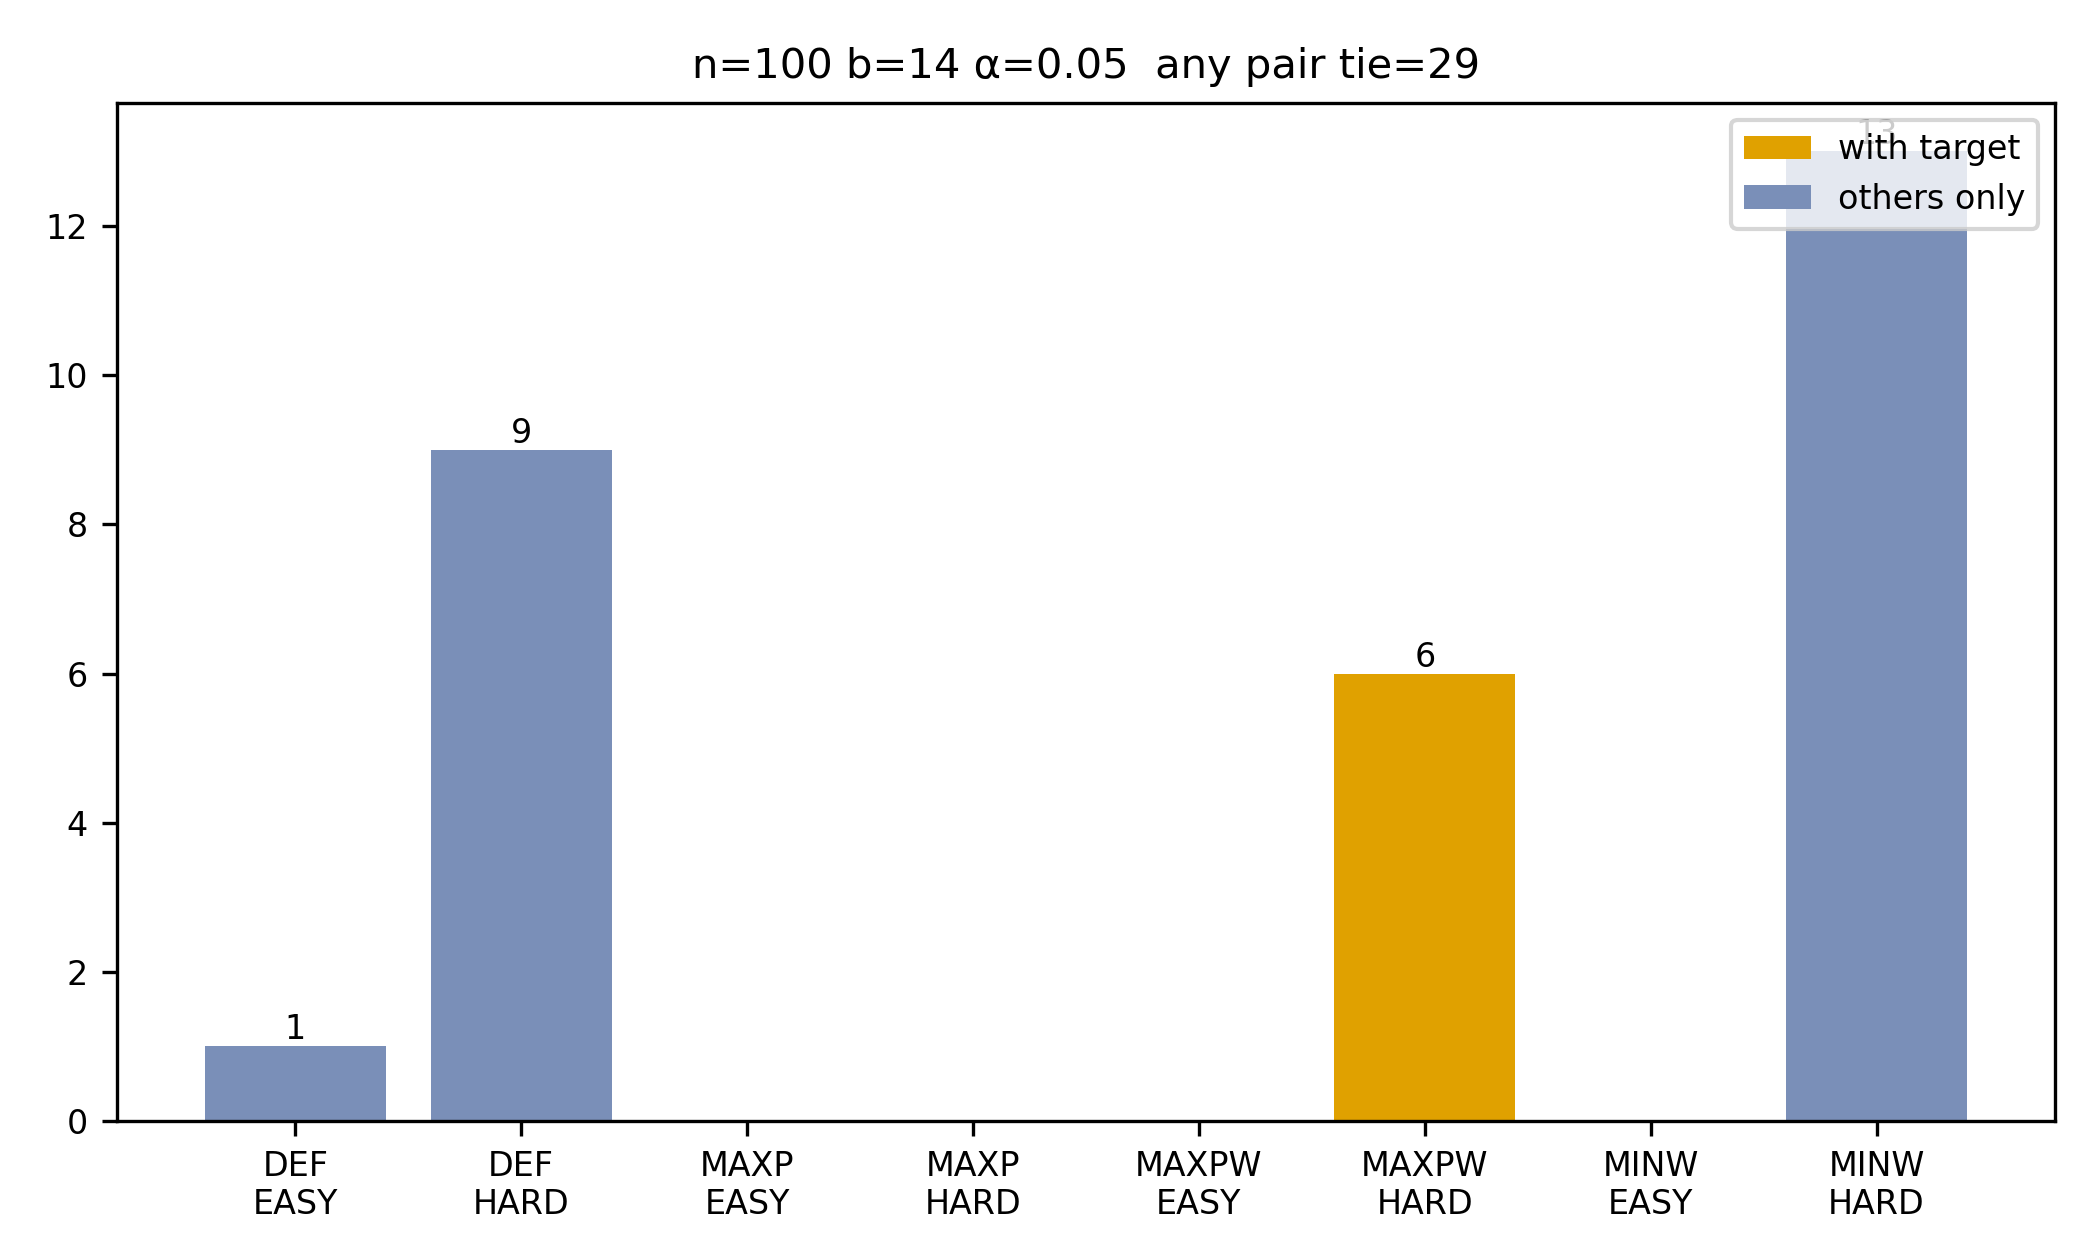 n=100 b=14 α=0.05  any pair tie=29
13
with target
others only
12
10
8
6
4
2
0
1
9
6
DEF
EASY
DEF
HARD
MAXP
EASY
MAXP
HARD
MAXPW
EASY
MAXPW
HARD
MINW
EASY
MINW
HARD